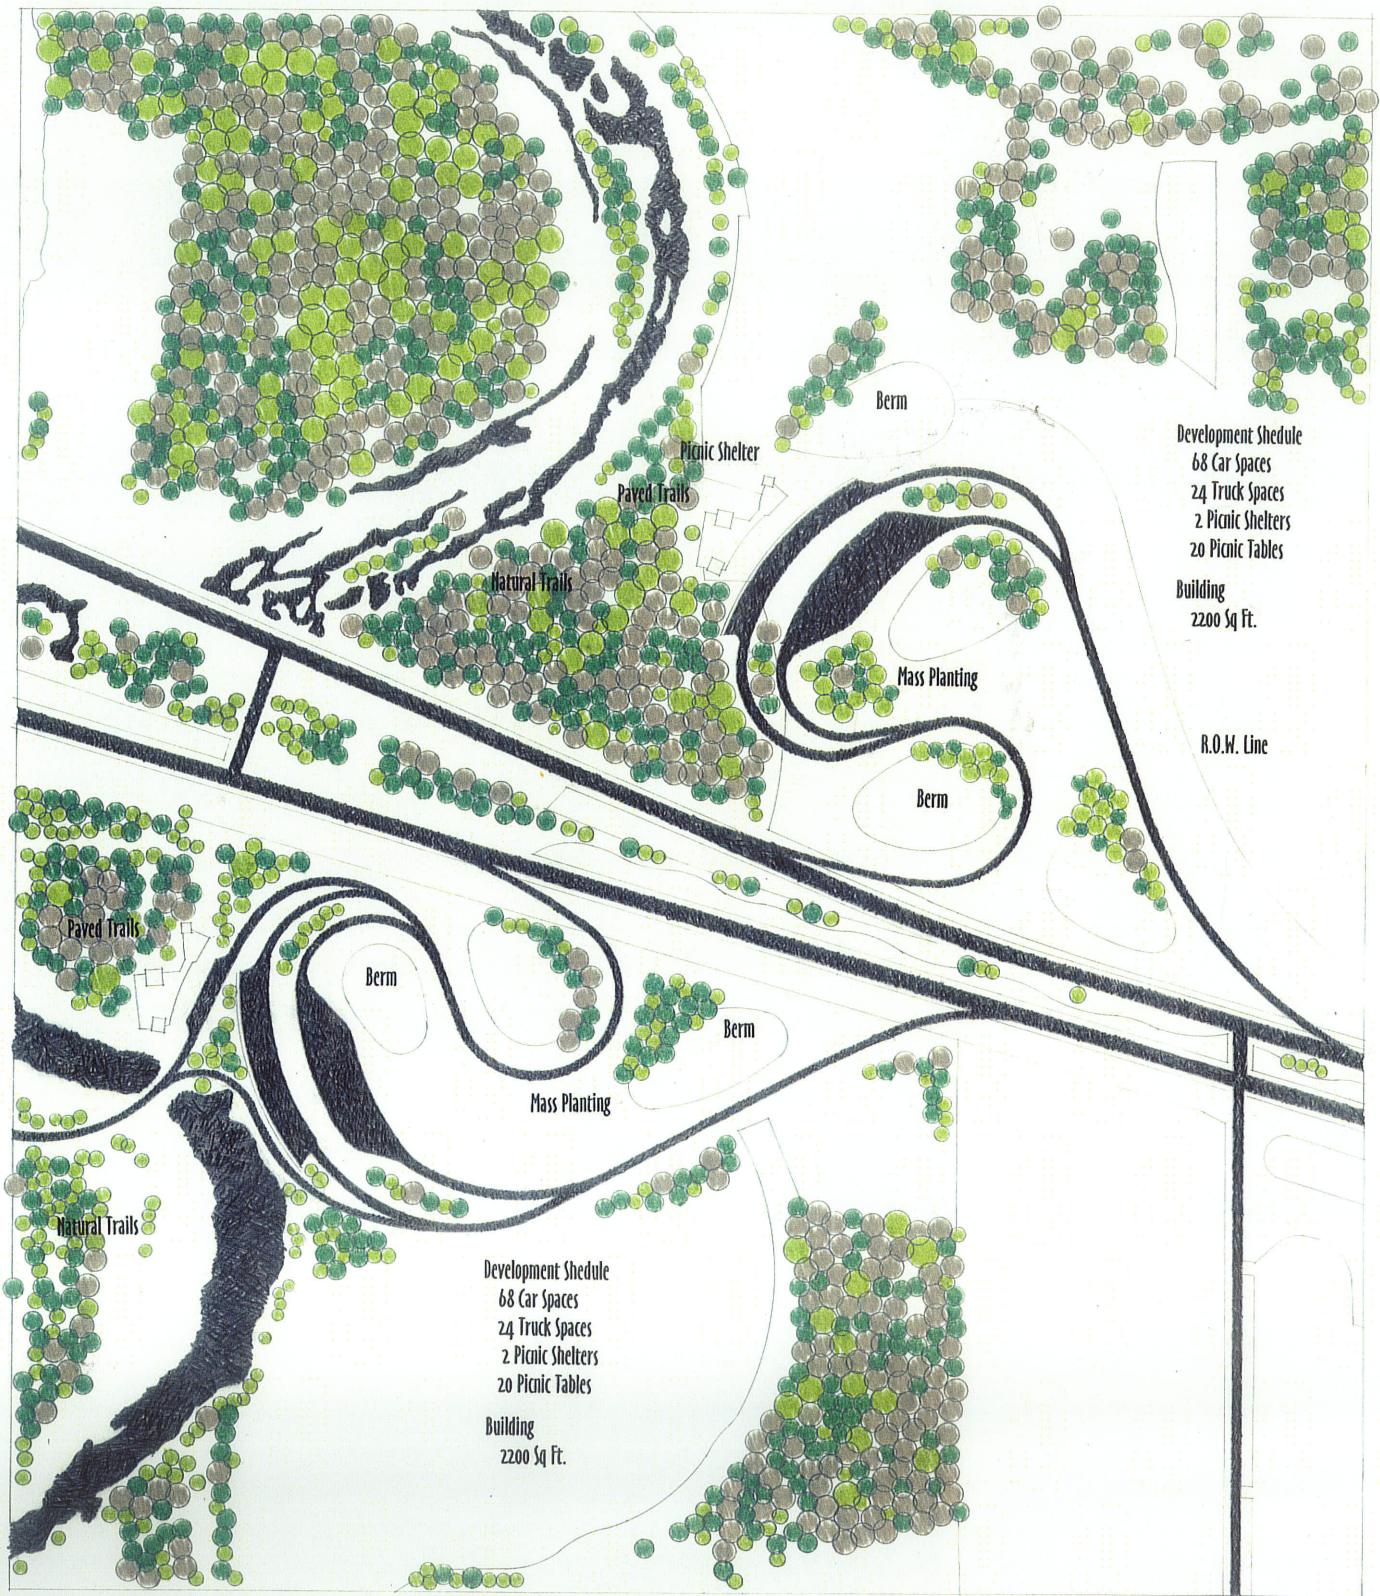 Berm
Development Shedule
68 Car Spaces
24 Truck Spaces
2 Picnic Shelters
20 Picnic Tables
Building
2200 Sq Ft.
Picnic Shelter
Paved Trails
Natural Trails
Mass Planting
R.O.W. Line
Berm
Paved Trails
Berm
Berm
Mass Planting
Natural Trails
Development Shedule
68 Car Spaces
24 Truck Spaces
2 Picnic Shelters
20 Picnic Tables
Building
2200 Sq Ft.